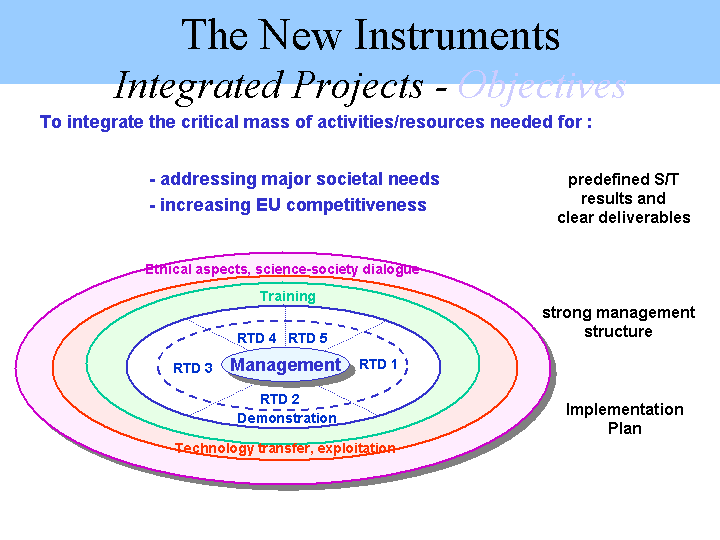 The New Instruments
Integrated Projects - Objectives
To integrate the critical mass of activities/resources needed for :
- addressing major societal needs
- increasing EU competitiveness
predefined S/T
results and
clear deliverables
Ethical aspects, science-society dialogue
Training
RTD 4 RTD 5
RTD 3 Management RTD 1
RTD 2
Demonstration
Technology transfer, exploitation
strong management
structure
Implementation
Plan